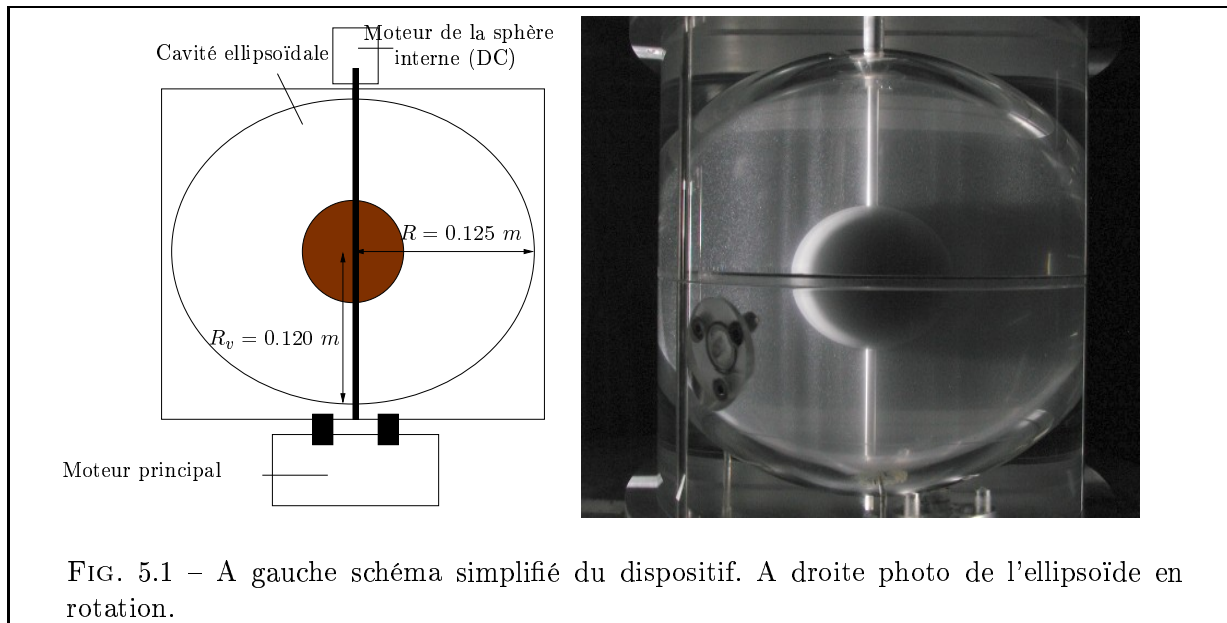 Moteur de la sphère
interne (DC)
Cavité ellipsoïdale
R = 0.125 m
R_v = 0.120 m
Moteur principal
FIG. 5.1 – A gauche schéma simplifié du dispositif. A droite photo de l'ellipsoïde en
rotation.